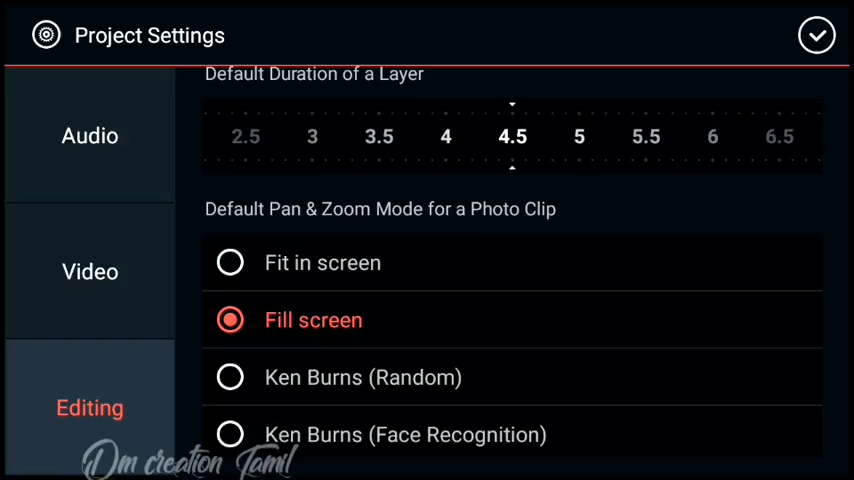 Project Settings
Default Duration of a Layer
Audio
2.5 3 3.5 4 4.5 5 5.5 6 6.5
Default Pan & Zoom Mode for a Photo Clip
Video
Fit in screen
Fill screen
Ken Burns (Random)
Editing
Ken Burns (Face Recognition)
Dm creation Tamil